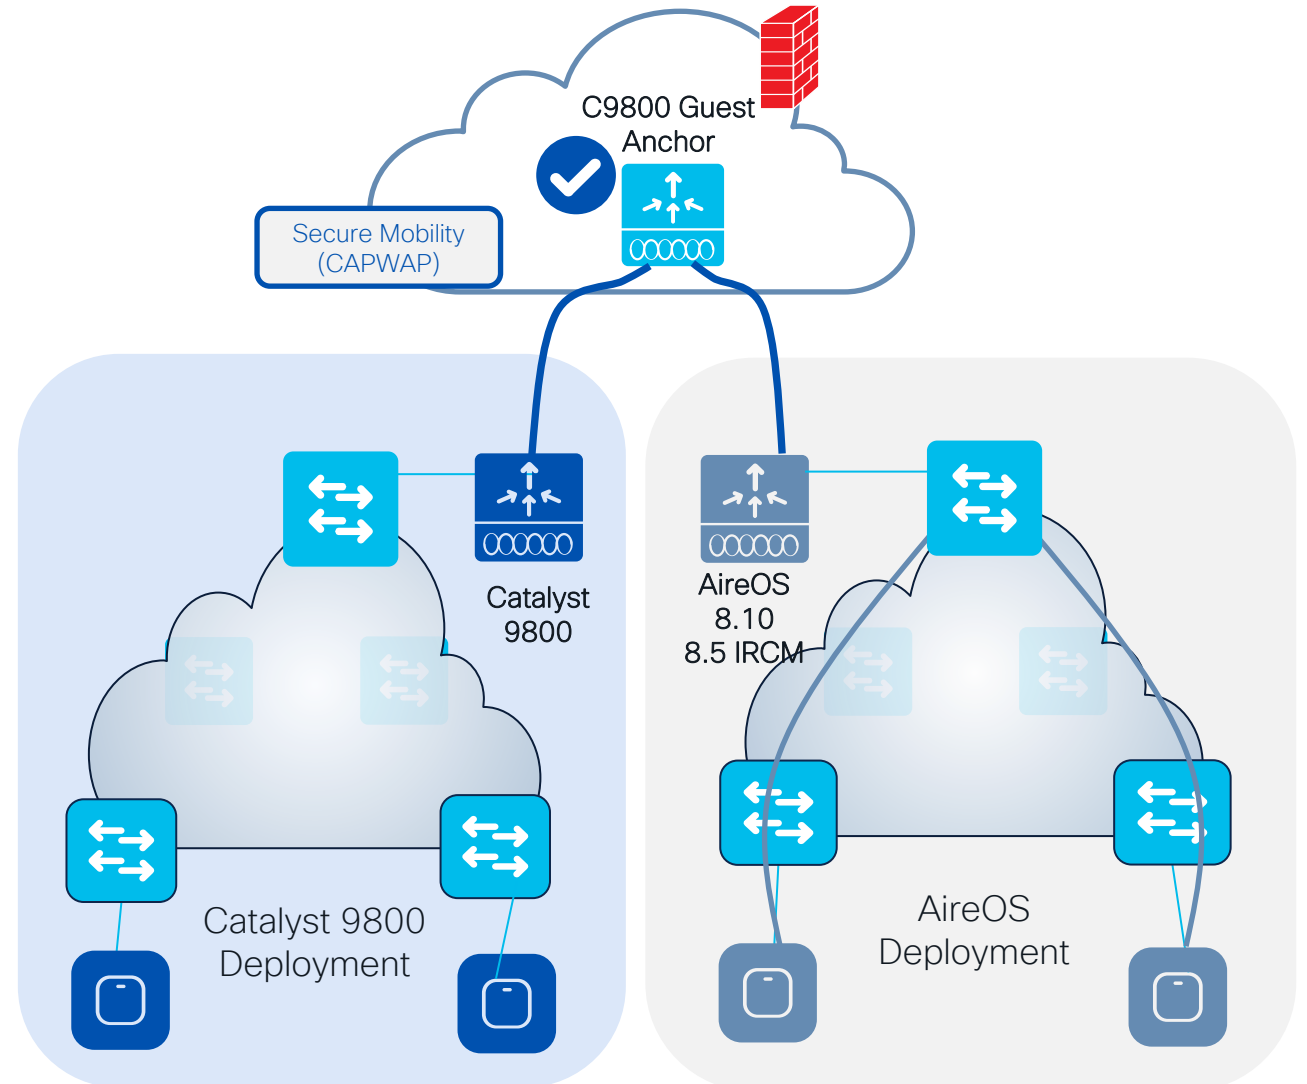 C9800 Guest
Anchor
Secure Mobility
(CAPWAP)
Catalyst
9800
AireOS
8.10
8.5 IRCM
Catalyst 9800
Deployment
AireOS
Deployment